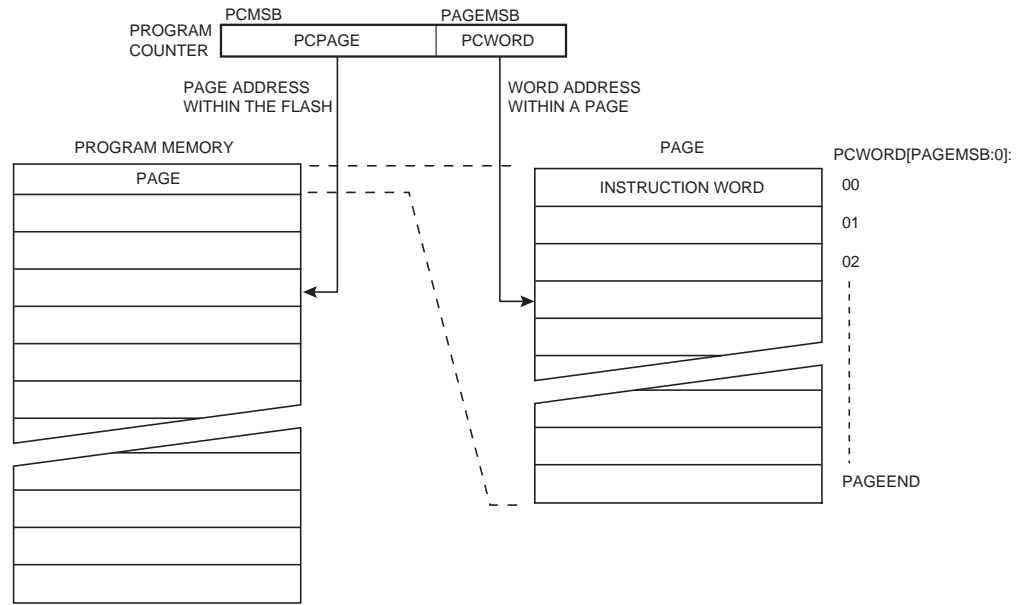 PCMSB
PAGEMSB
PROGRAM
COUNTER
PCPAGE
PCWORD
PAGE ADDRESS
WITHIN THE FLASH
WORD ADDRESS
WITHIN A PAGE
PROGRAM MEMORY
PAGE
PAGE
INSTRUCTION WORD
PCWORD[PAGEMSB:0]:
00
01
02
PAGEEND